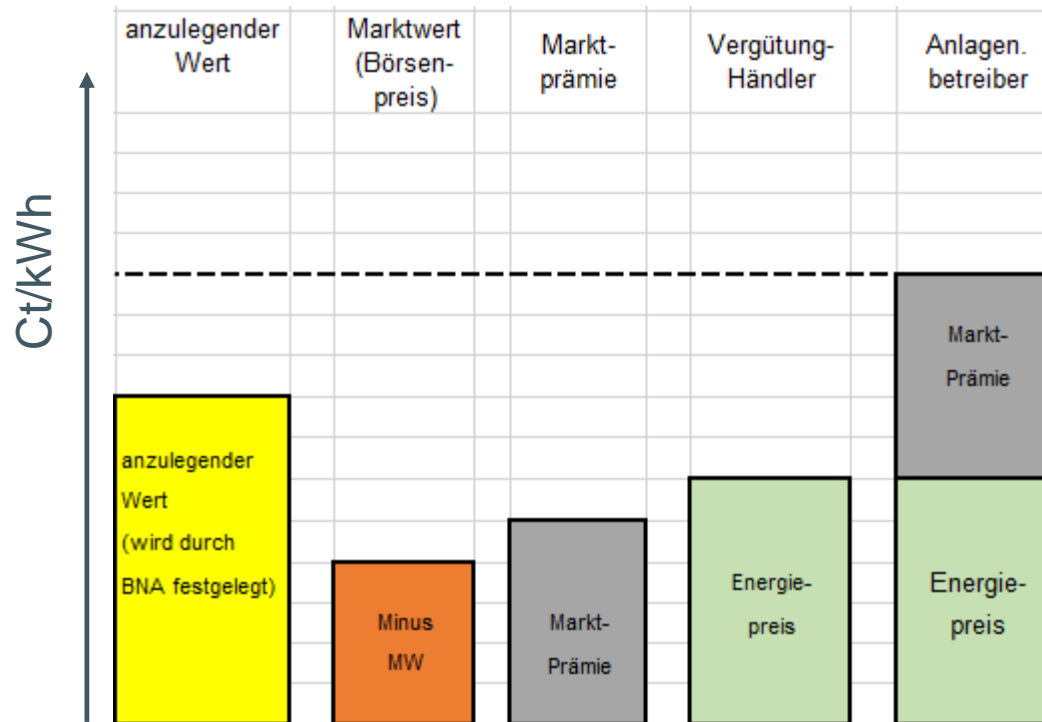 anzulegender
Wert
Marktwert
(Börsen-
preis)
Markt-
prämie
Vergütung-
Händler
Anlagen.
betreiber
Ct/kWh
anzulegender
Wert
(wird durch
BNA festgelegt)
Minus
MW
Markt-
Prämie
Energie-
preis
Markt-
Prämie
Energie-
preis